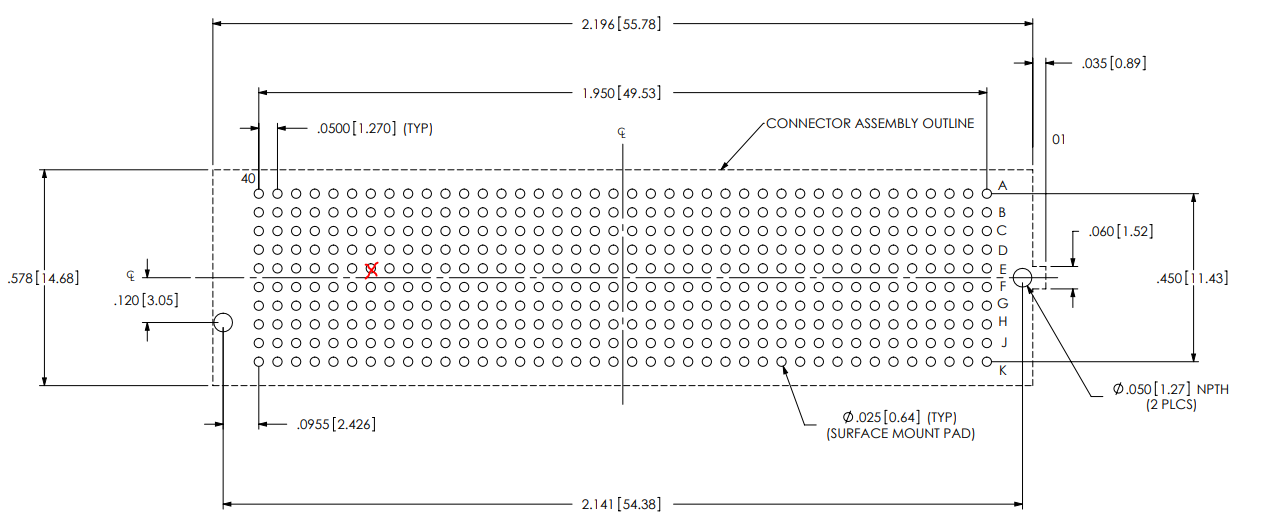 2.196[55.78]
.035[0.89]
1.950[49.53]
.0500[1.270] (TYP)
℄
CONNECTOR ASSEMBLY OUTLINE
01
40
A
B
C
D
E
F
G
H
J
K
.060[1.52]
.578[14.68]
℄
.120[3.05]
.450[11.43]
Ø.050[1.27] NPTH
(2 PLCS)
.0955[2.426]
Ø.025[0.64] (TYP)
(SURFACE MOUNT PAD)
2.141[54.38]